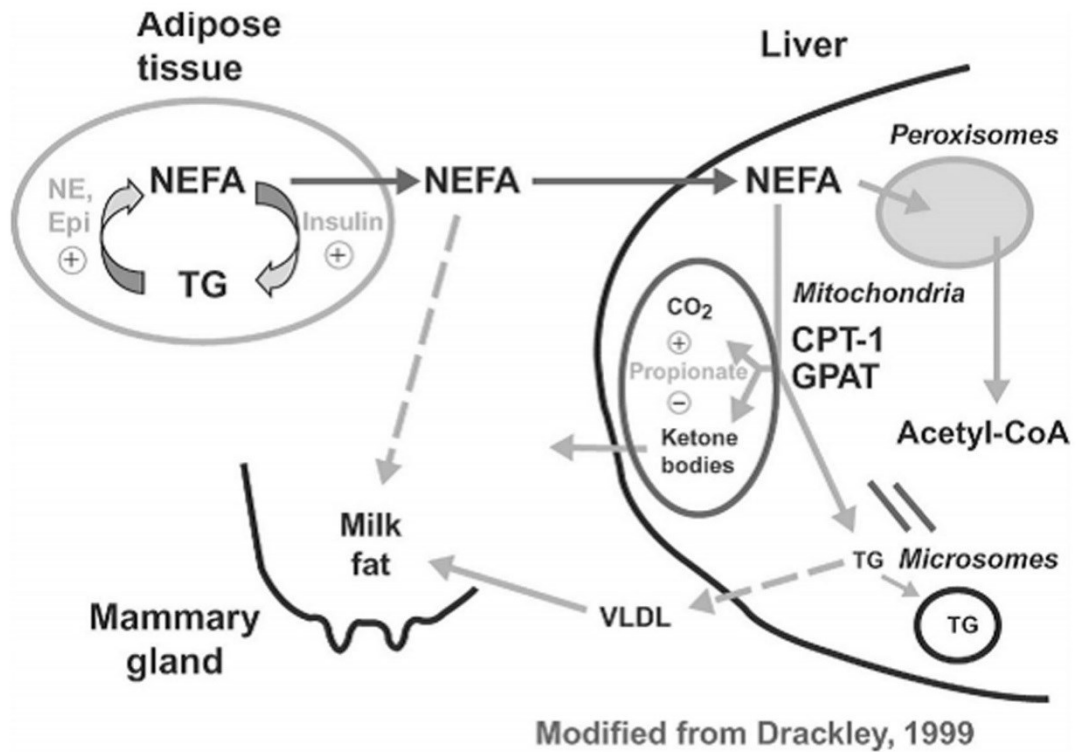 Adipose
tissue
Liver
Peroxisomes
NE,
Epi
+
NEFA
TG
Insulin
+
NEFA
NEFA
Mitochondria
CPT-1
GPAT
CO₂
+
Propionate
−
Ketone
bodies
Acetyl-CoA
Milk
fat
TG Microsomes
TG
VLDL
Mammary
gland
Modified from Drackley, 1999